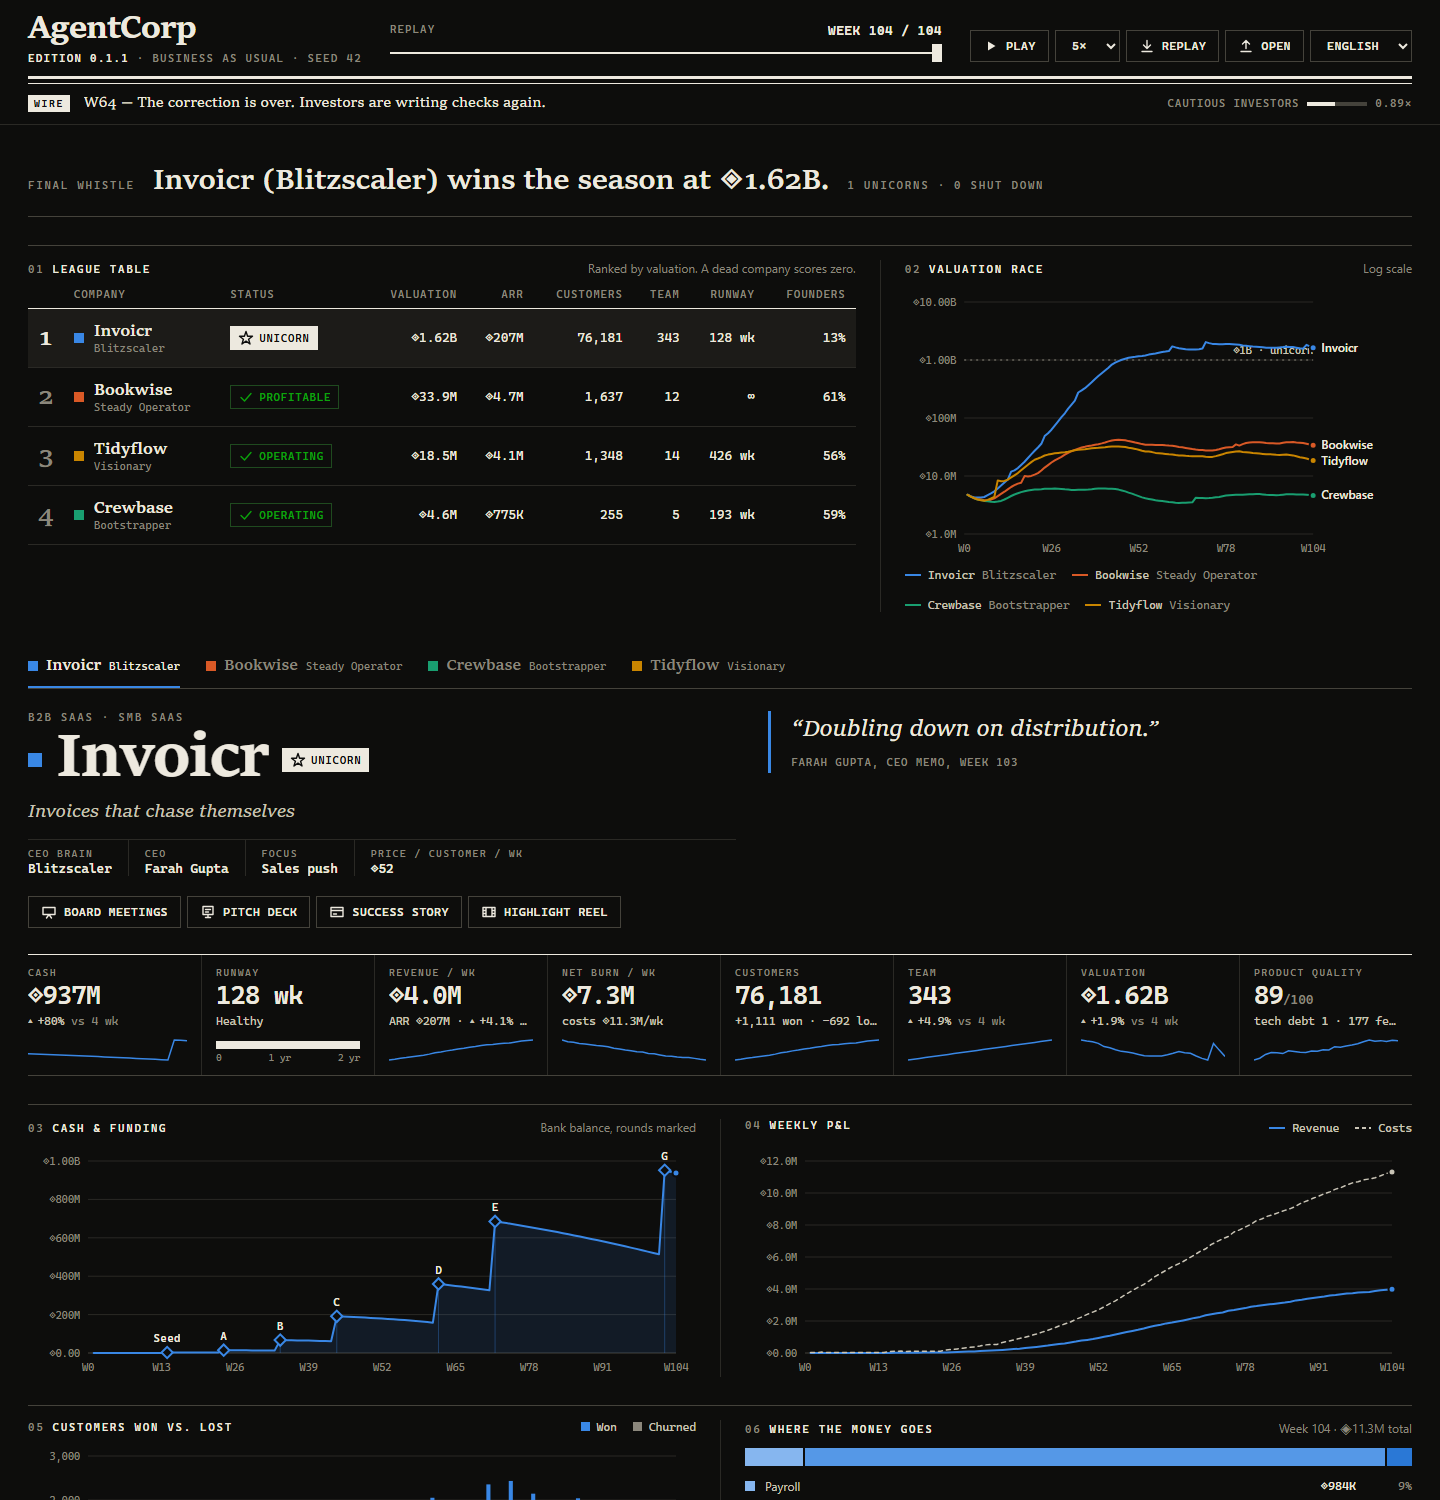 AgentCorp
EDITION 0.1.1 · BUSINESS AS USUAL · SEED 42
REPLAY
WEEK 104 / 104
PLAY
5×
REPLAY
OPEN
ENGLISH
WIRE W64 — The correction is over. Investors are writing checks again.
CAUTIOUS INVESTORS 0.89×
FINAL WHISTLE Invoicr (Blitzscaler) wins the season at ◈1.62B. 1 UNICORNS · 0 SHUT DOWN
01 LEAGUE TABLE
Ranked by valuation. A dead company scores zero.
COMPANY STATUS VALUATION ARR CUSTOMERS TEAM RUNWAY FOUNDERS
1 Invoicr Blitzscaler UNICORN ◈1.62B ◈207M 76,181 343 128 wk 13%
2 Bookwise Steady Operator PROFITABLE ◈33.9M ◈4.7M 1,637 12 ∞ 61%
3 Tidyflow Visionary OPERATING ◈18.5M ◈4.1M 1,348 14 426 wk 56%
4 Crewbase Bootstrapper OPERATING ◈4.6M ◈775K 255 5 193 wk 59%
02 VALUATION RACE
Log scale
◈10.00B
◈1.00B
◈100M
◈10.0M
◈1.0M
◈1B · unicorn
Invoicr
Bookwise
Tidyflow
Crewbase
W0 W26 W52 W78 W104
Invoicr Blitzscaler Bookwise Steady Operator
Crewbase Bootstrapper Tidyflow Visionary
Invoicr Blitzscaler Bookwise Steady Operator Crewbase Bootstrapper Tidyflow Visionary
B2B SAAS · SMB SAAS
Invoicr UNICORN
Invoices that chase themselves
“Doubling down on distribution.”
FARAH GUPTA, CEO MEMO, WEEK 103
CEO BRAIN CEO FOCUS PRICE / CUSTOMER / WK
Blitzscaler Farah Gupta Sales push ◈52
BOARD MEETINGS PITCH DECK SUCCESS STORY HIGHLIGHT REEL
CASH
◈937M
▲ +80% vs 4 wk
RUNWAY
128 wk
Healthy
0 1 yr 2 yr
REVENUE / WK
◈4.0M
ARR ◈207M · ▲ +4.1% …
NET BURN / WK
◈7.3M
costs ◈11.3M/wk
CUSTOMERS
76,181
+1,111 won · −692 lo…
TEAM
343
▲ +4.9% vs 4 wk
VALUATION
◈1.62B
▲ +1.9% vs 4 wk
PRODUCT QUALITY
89/100
tech debt 1 · 177 fe…
03 CASH & FUNDING
Bank balance, rounds marked
◈1.00B
◈800M
◈600M
◈400M
◈200M
◈0.00
Seed A B C D E G
W0 W13 W26 W39 W52 W65 W78 W91 W104
04 WEEKLY P&L
Revenue Costs
◈12.0M
◈10.0M
◈8.0M
◈6.0M
◈4.0M
◈2.0M
◈0.00
W0 W13 W26 W39 W52 W65 W78 W91 W104
05 CUSTOMERS WON VS. LOST
Won Churned
3,000
06 WHERE THE MONEY GOES
Week 104 · ◈11.3M total
Payroll ◈984K 9%